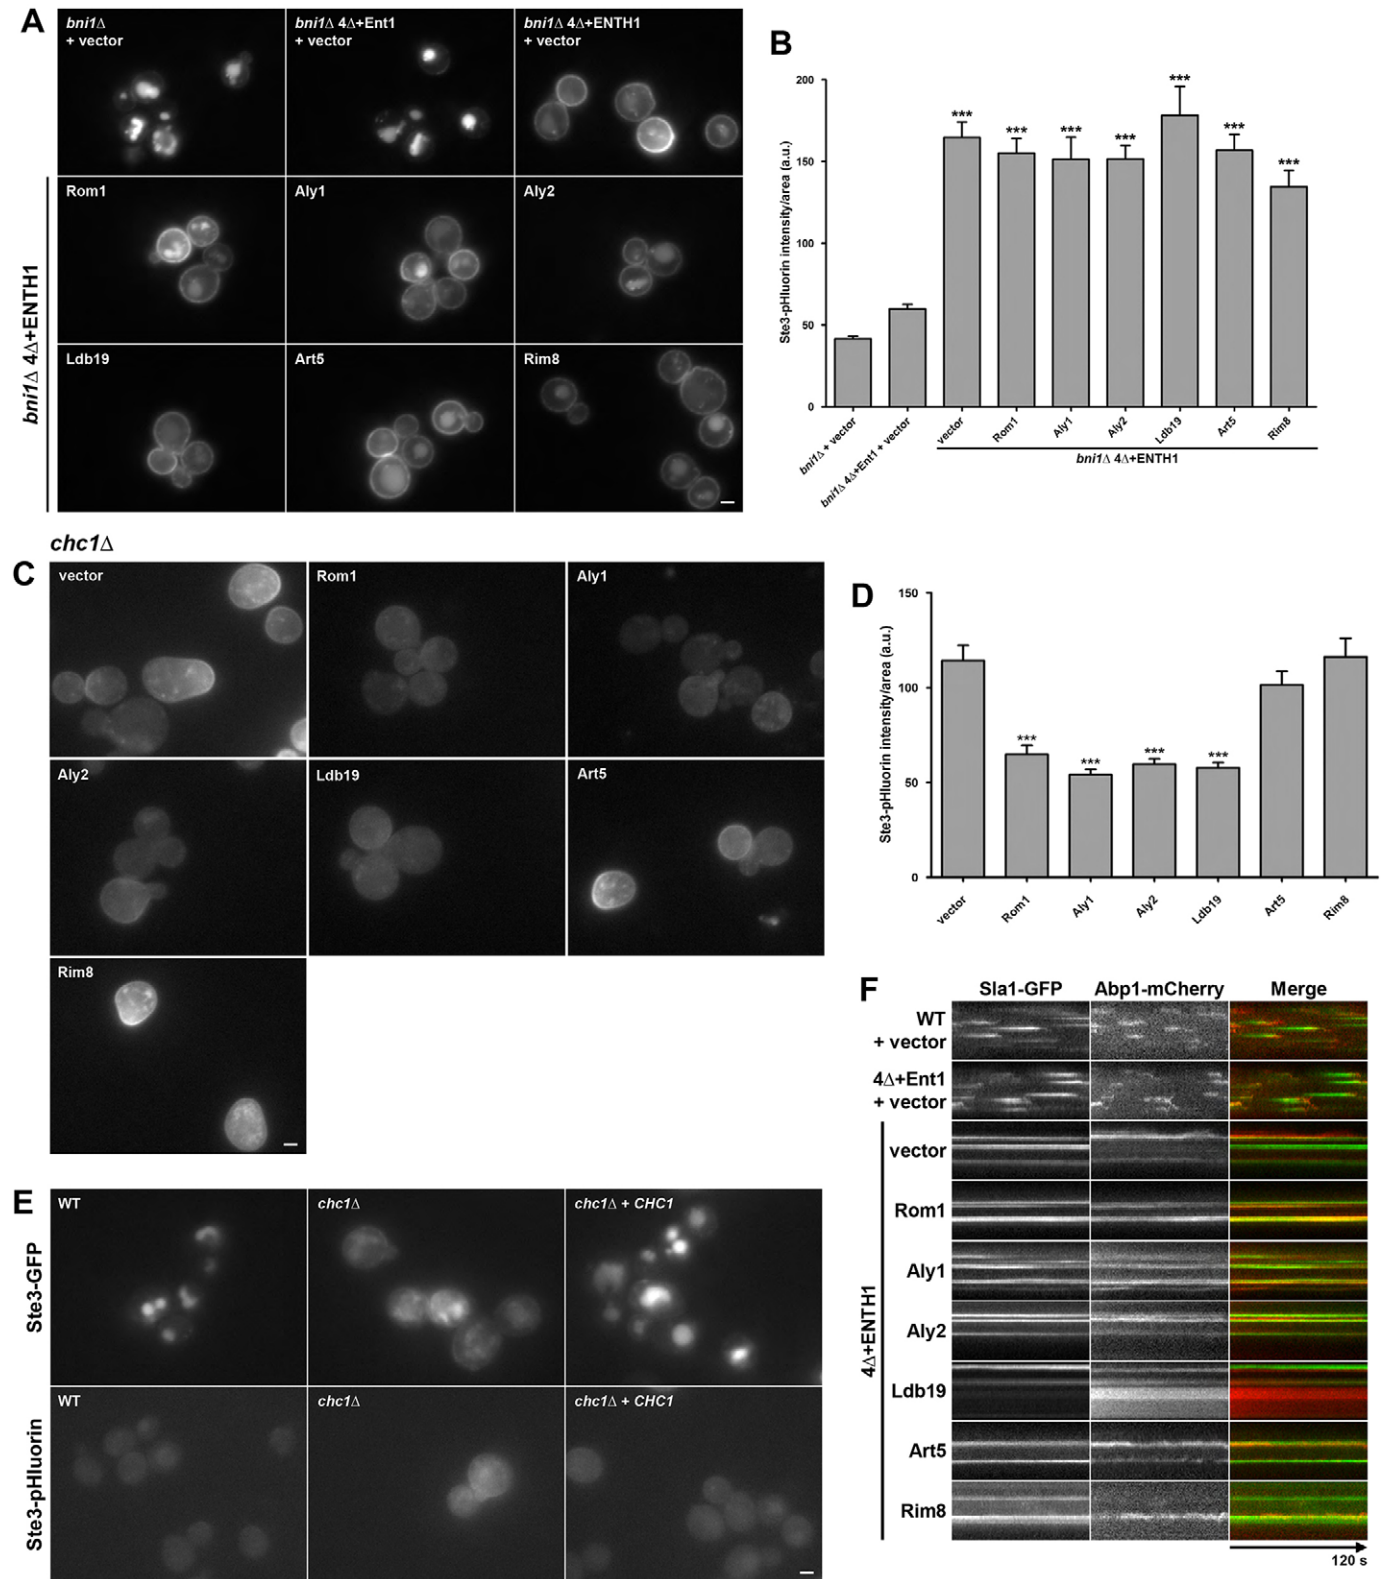 A
bni1Δ
+ vector
bni1Δ 4Δ+Ent1
+ vector
bni1Δ 4Δ+ENTH1
+ vector
Rom1
Aly1
Aly2
Ldb19
Art5
Rim8
bni1Δ 4Δ+ENTH1
B
Ste3-pHluorin intensity/area (a.u.)
200
150
100
50
0
***
***
***
***
***
***
***
bni1Δ + vector
bni1Δ 4Δ+Ent1 + vector
vector
Rom1
Aly1
Aly2
Ldb19
Art5
Rim8
bni1Δ 4Δ+ENTH1
chc1Δ
C
vector
Rom1
Aly1
Aly2
Ldb19
Art5
Rim8
D
Ste3-pHluorin intensity/area (a.u.)
150
100
50
0
***
***
***
***
vector
Rom1
Aly1
Aly2
Ldb19
Art5
Rim8
E
Ste3-GFP
WT
chc1Δ
chc1Δ + CHC1
Ste3-pHluorin
WT
chc1Δ
chc1Δ + CHC1
F
Sla1-GFP
Abp1-mCherry
Merge
WT
+ vector
4Δ+Ent1
+ vector
4Δ+ENTH1
vector
Rom1
Aly1
Aly2
Ldb19
Art5
Rim8
120 s